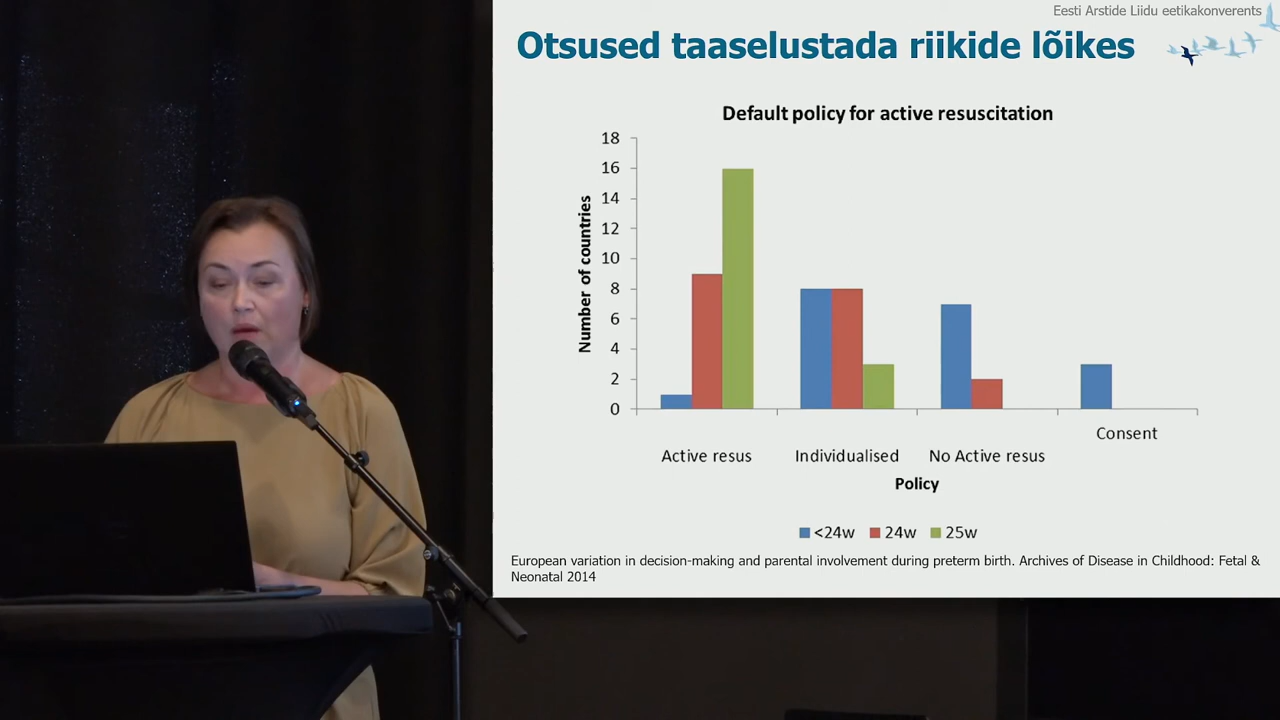 Eesti Arstide Liidu eetikakonverents
Otsused taaselustada riikide lõikes
Default policy for active resuscitation
18
16
14
12
10
8
6
4
2
0
Number of countries
Consent
Active resus Individualised No Active resus
Policy
<24w 24w 25w
European variation in decision-making and parental involvement during preterm birth. Archives of Disease in Childhood: Fetal &
Neonatal 2014